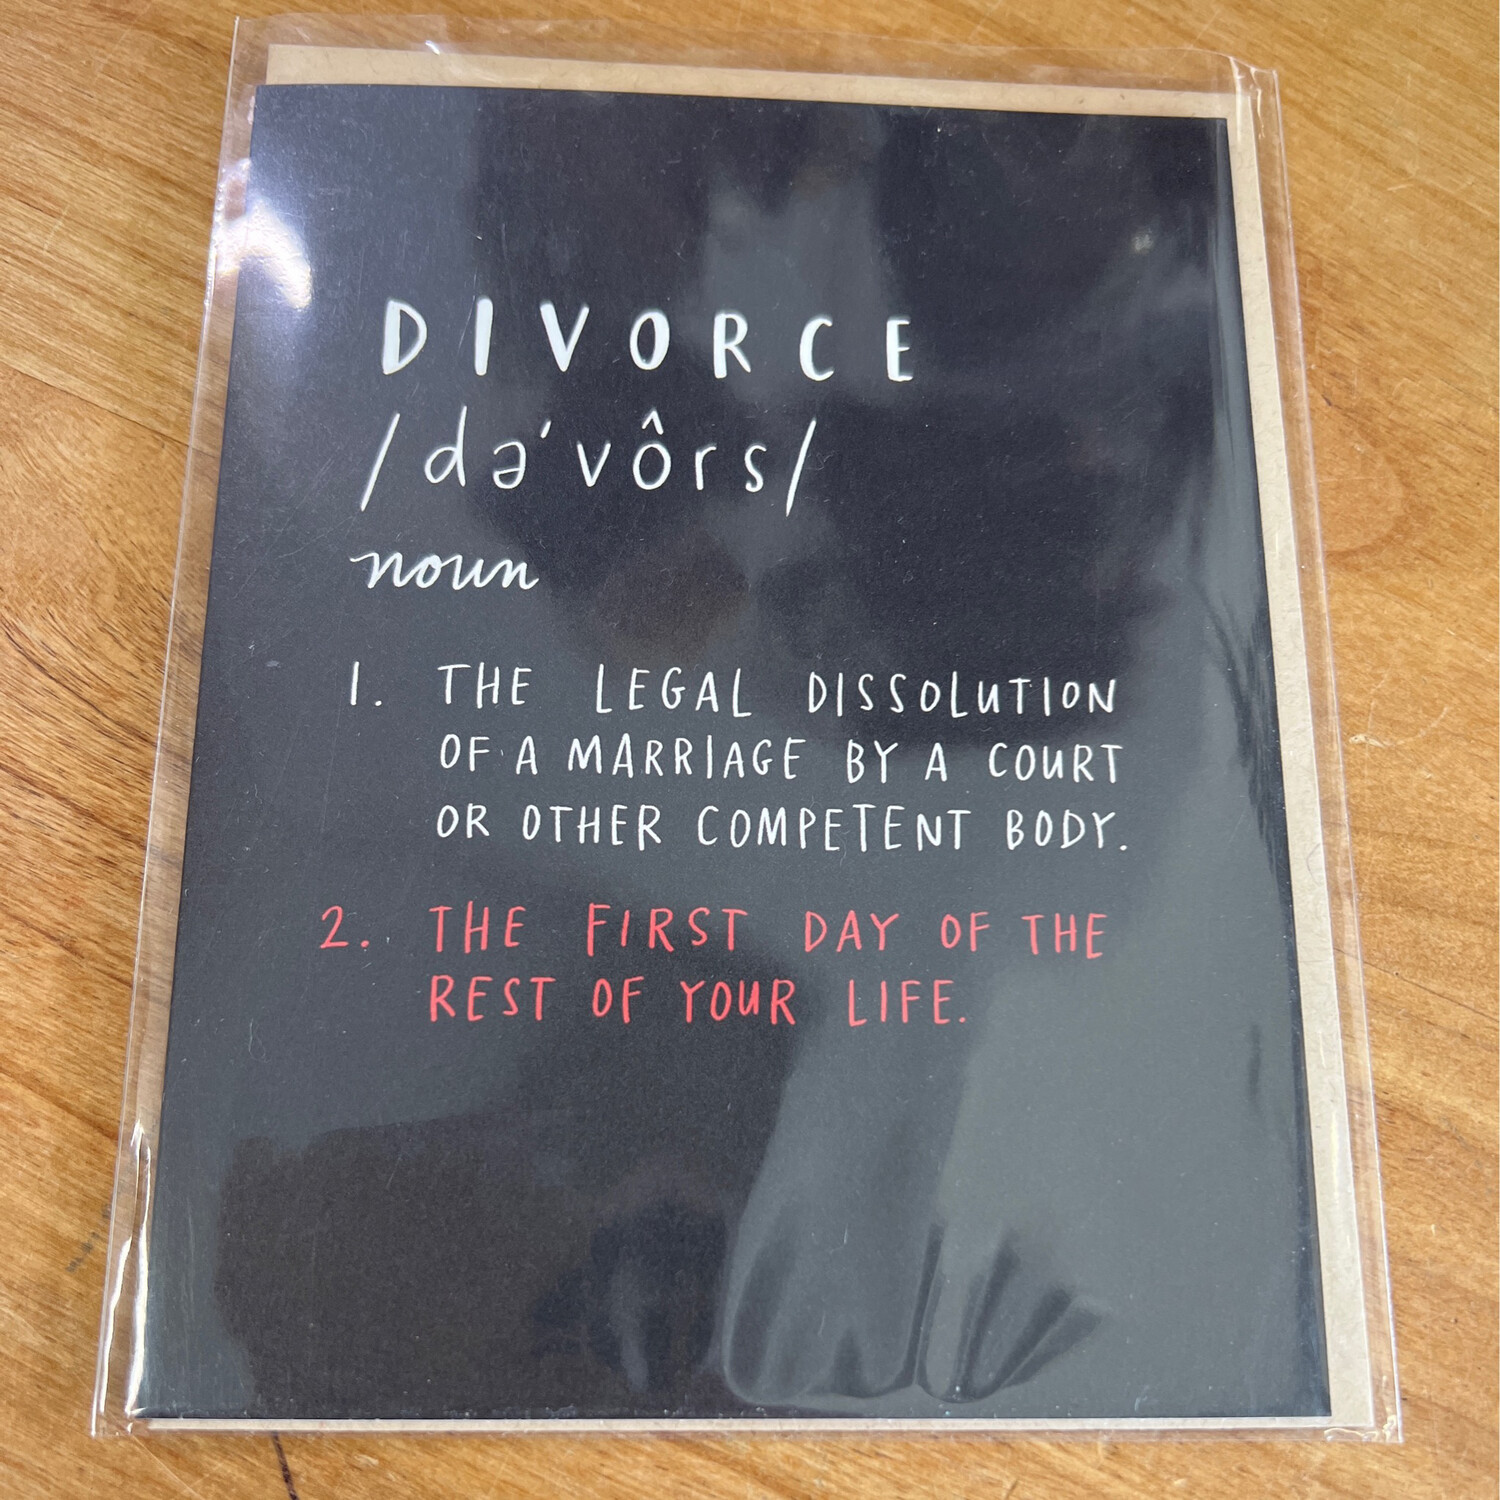 DIVORCE
/də'vôrs/
noun
1. THE LEGAL DISSOLUTION
OF A MARRIAGE BY A COURT
OR OTHER COMPETENT BODY.
2. THE FIRST DAY OF THE
REST OF YOUR LIFE.